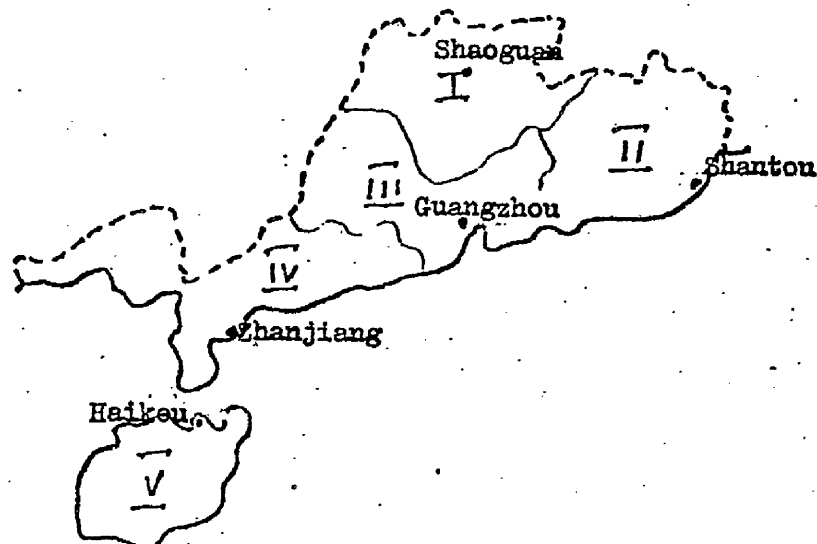 Shaoguan
I
II
Shantou
III
Guangzhou
IV
Zhanjiang
Haikou
V